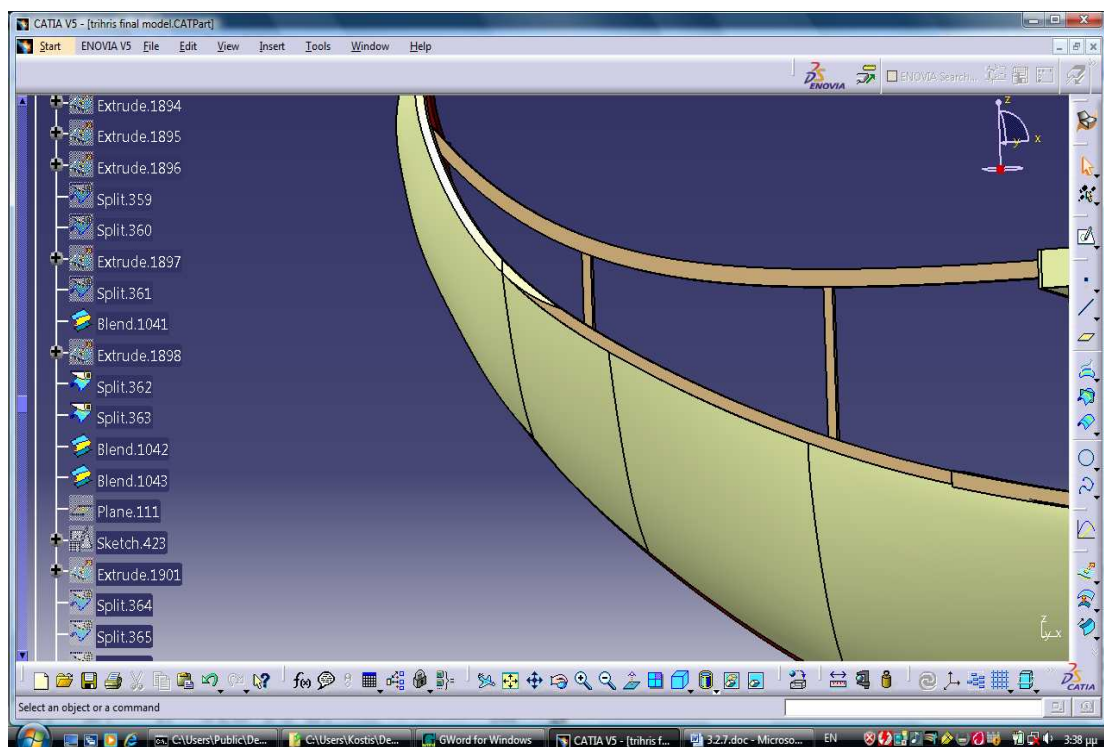 CATIA V5 - [trihris final model.CATPart]
Start ENOVIA V5 File Edit View Insert Tools Window Help
DS ENOVIA ENOVIA Search...
Extrude.1894
Extrude.1895
Extrude.1896
Split.359
Split.360
Extrude.1897
Split.361
Blend.1041
Extrude.1898
Split.362
Split.363
Blend.1042
Blend.1043
Plane.111
Sketch.423
Extrude.1901
Split.364
Split.365
z
x
y
z
y x
f(x)
DS CATIA
Select an object or a command
C:\Users\Public\De... C:\Users\Kostis\De... GWord for Windows CATIA V5 - [trihris f... 3.2.7.doc - Microso... EN 3:38 μμ